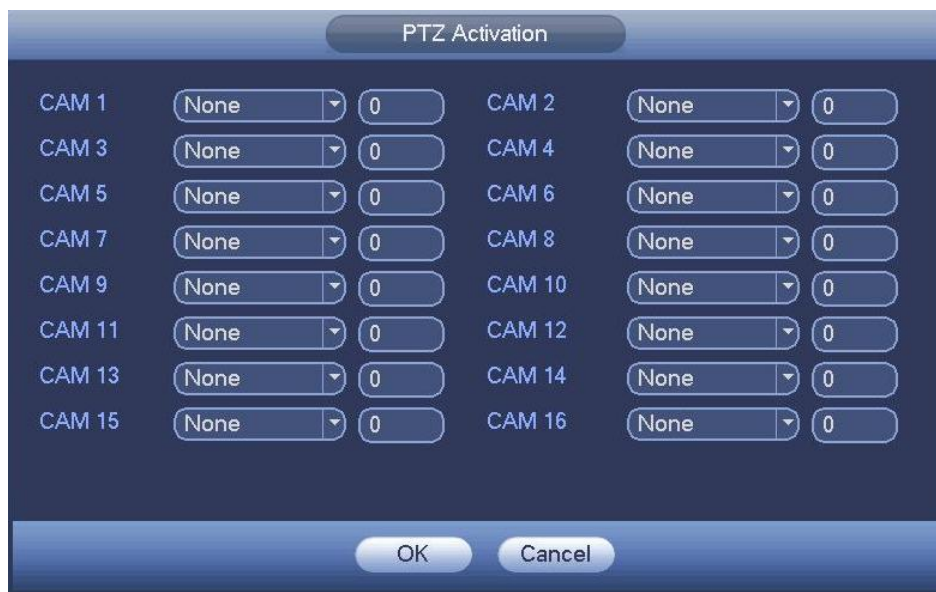 PTZ Activation
CAM 1 None 0 CAM 2 None 0
CAM 3 None 0 CAM 4 None 0
CAM 5 None 0 CAM 6 None 0
CAM 7 None 0 CAM 8 None 0
CAM 9 None 0 CAM 10 None 0
CAM 11 None 0 CAM 12 None 0
CAM 13 None 0 CAM 14 None 0
CAM 15 None 0 CAM 16 None 0
OK Cancel